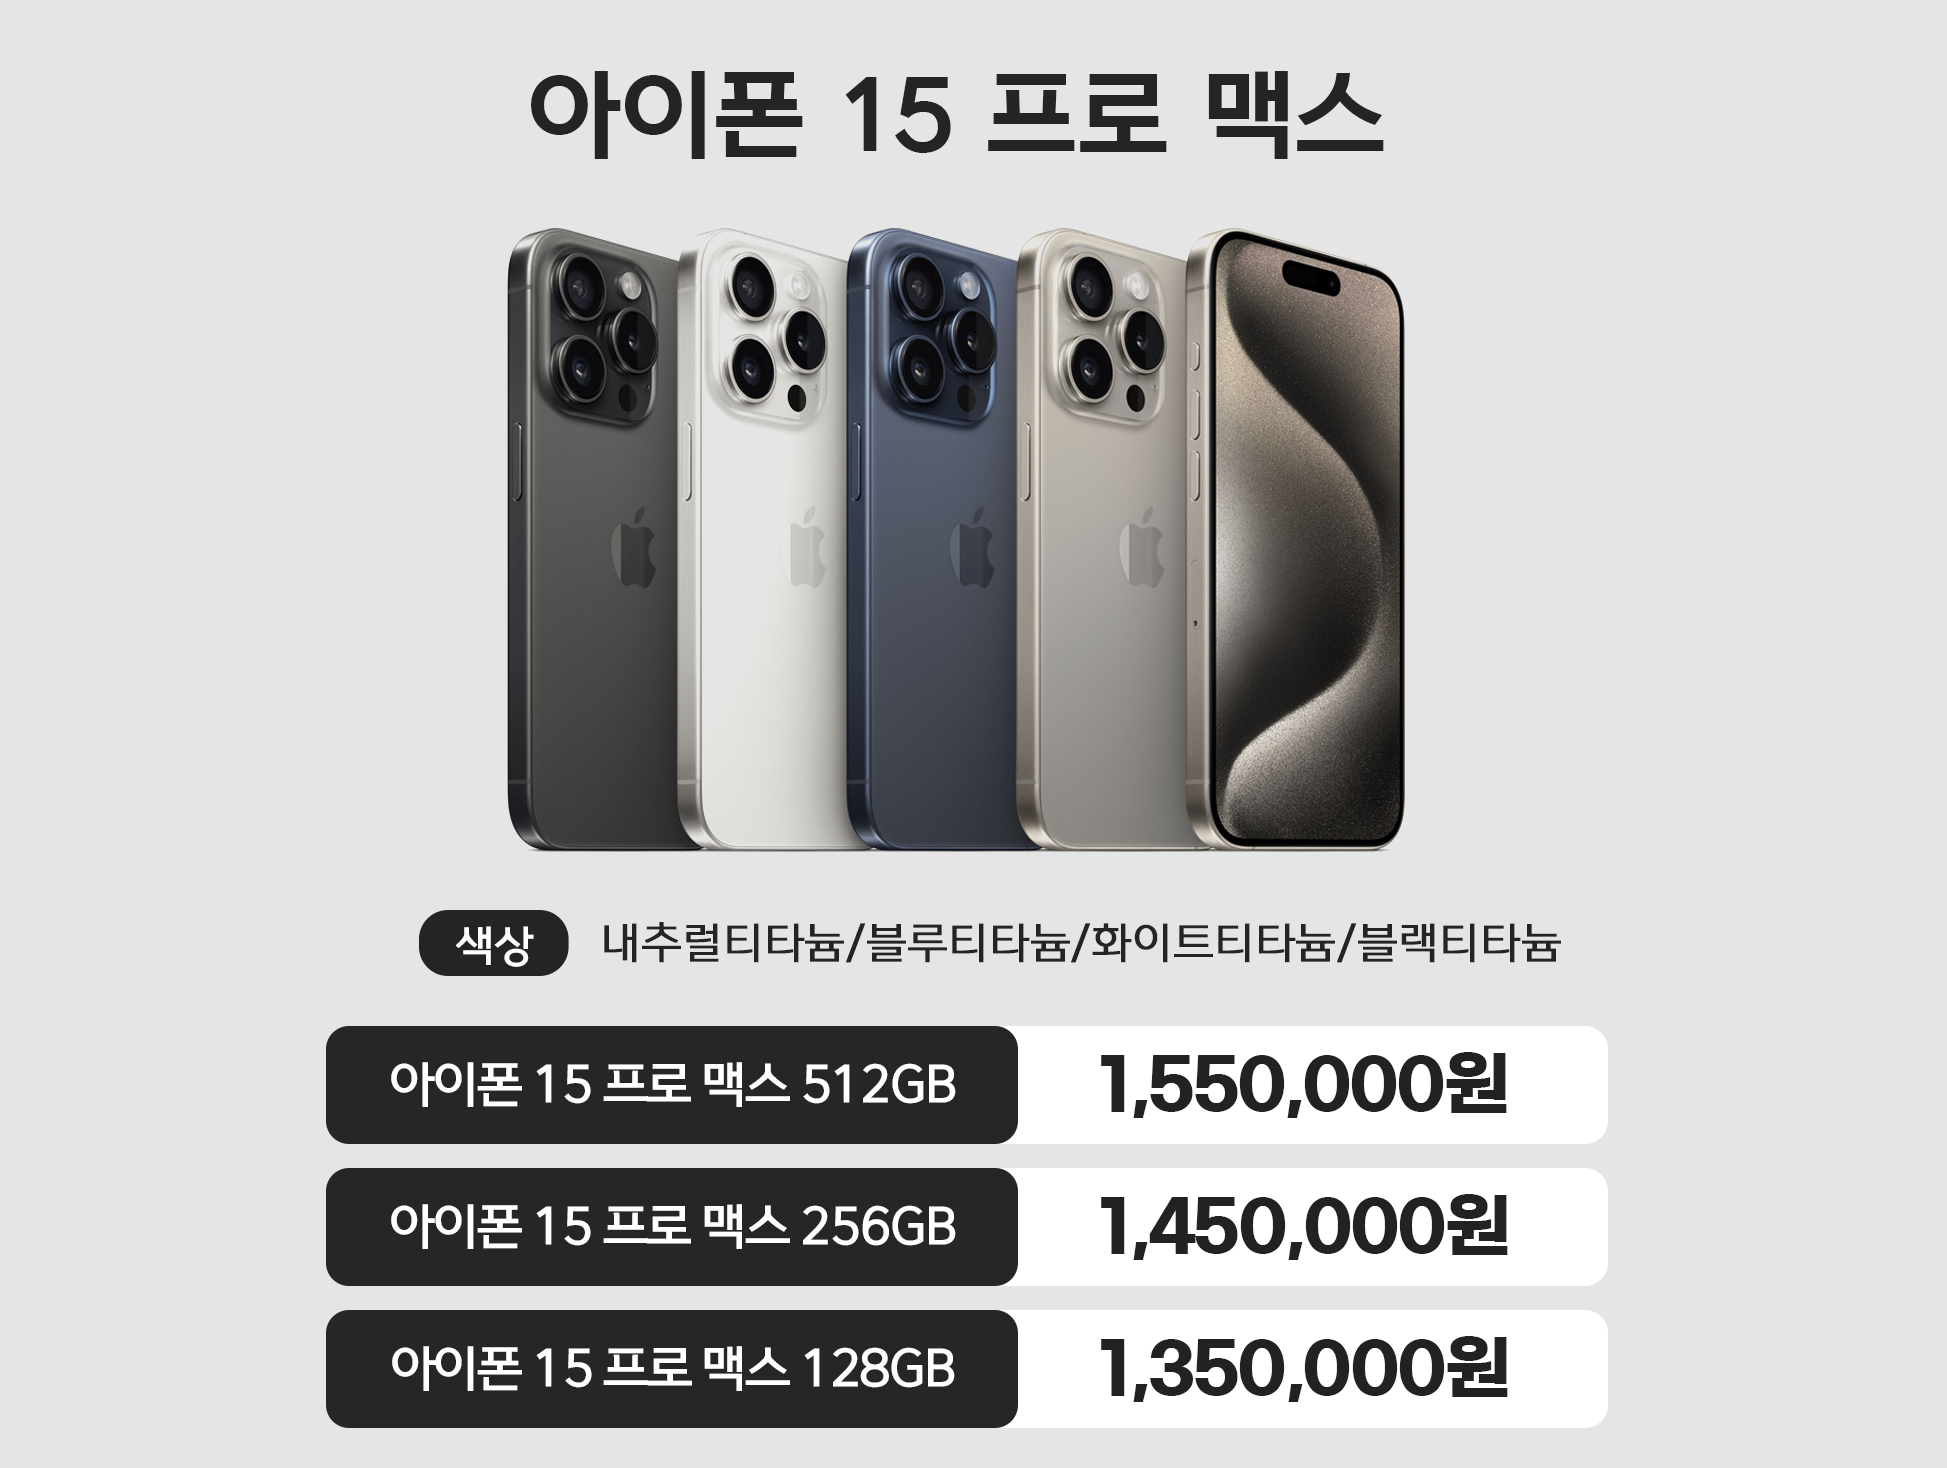 아이폰 15 프로 맥스
색상 내추럴티타늄/블루티타늄/화이트티타늄/블랙티타늄
아이폰 15 프로 맥스 512GB 1,550,000원
아이폰 15 프로 맥스 256GB 1,450,000원
아이폰 15 프로 맥스 128GB 1,350,000원